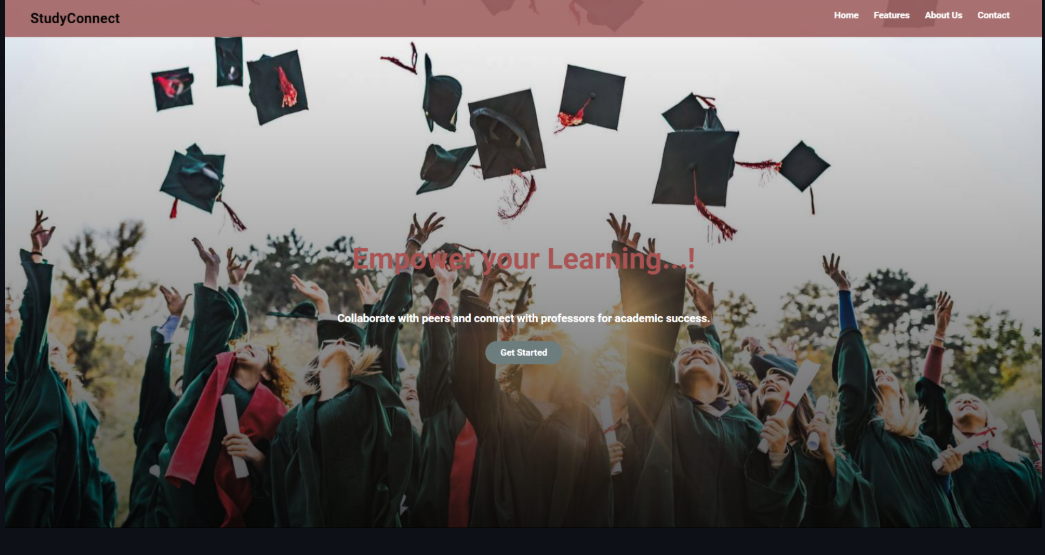 StudyConnect
Home Features About Us Contact
Empower your Learning...!
Collaborate with peers and connect with professors for academic success.
Get Started